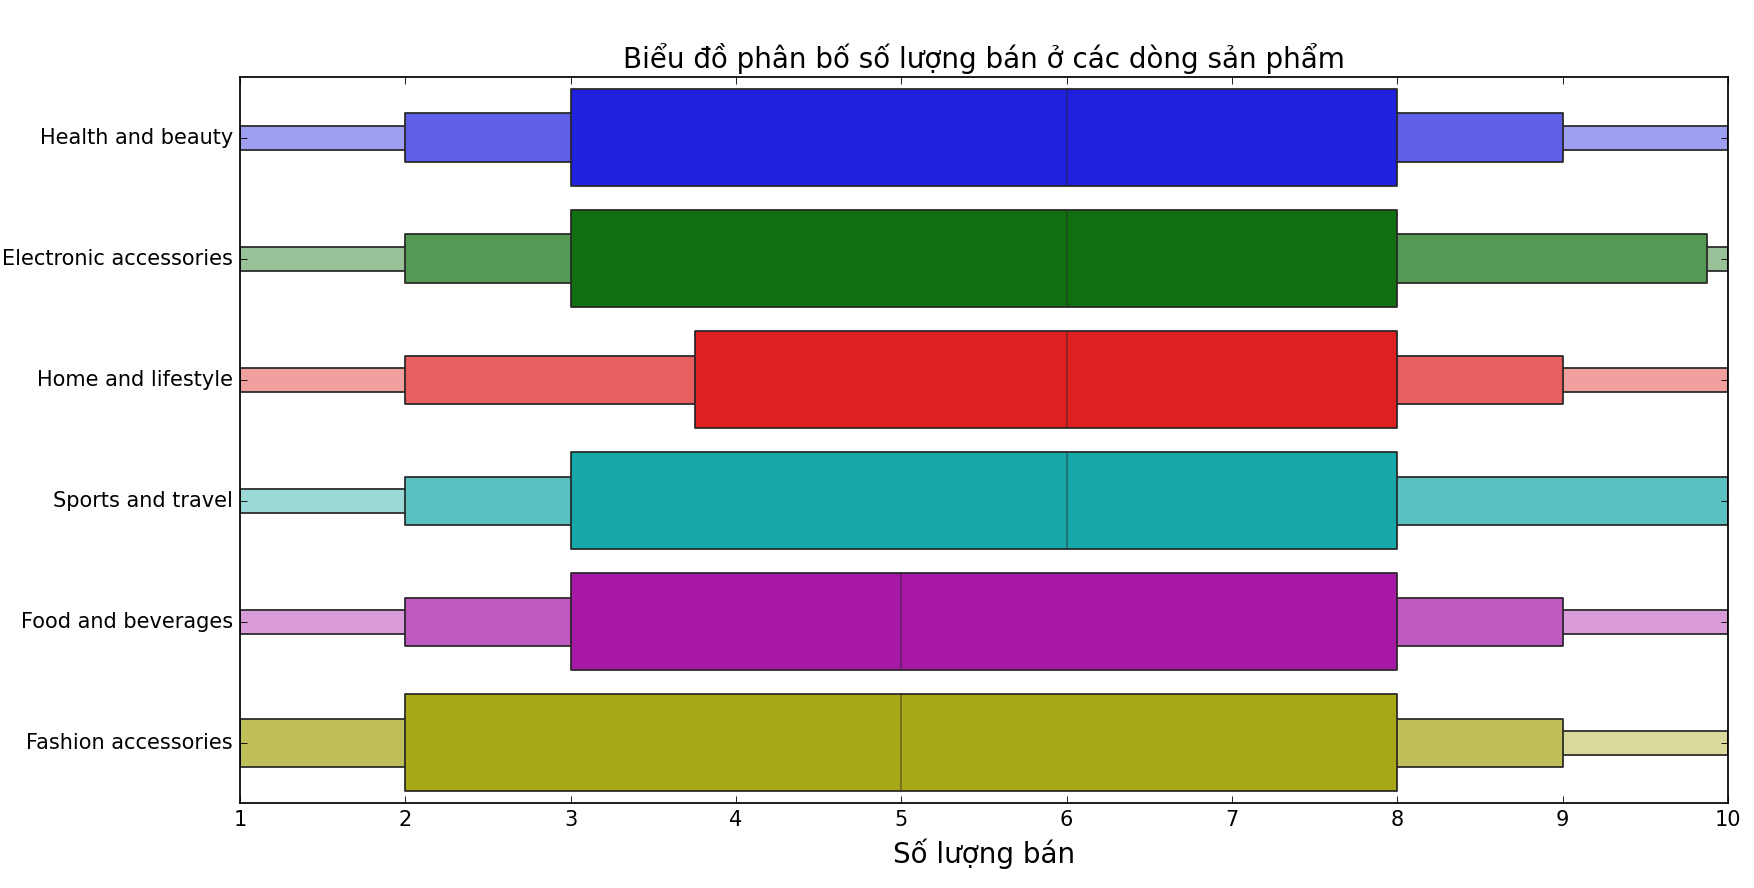 Biểu đồ phân bố số lượng bán ở các dòng sản phẩm
Health and beauty
Electronic accessories
Home and lifestyle
Sports and travel
Food and beverages
Fashion accessories
1 2 3 4 5 6 7 8 9 10
Số lượng bán